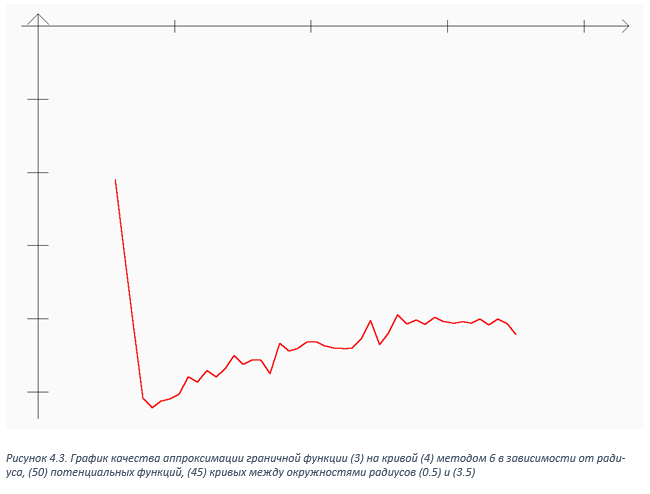 Рисунок 4.3. График качества аппроксимации граничной функции (3) на кривой (4) методом 6 в зависимости от ради-
уса, (50) потенциальных функций, (45) кривых между окружностями радиусов (0.5) и (3.5)